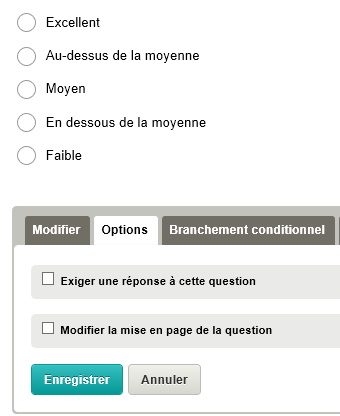 Excellent
Au-dessus de la moyenne
Moyen
En dessous de la moyenne
Faible
Modifier Options Branchement conditionnel
Exiger une réponse à cette question
Modifier la mise en page de la question
Enregistrer Annuler